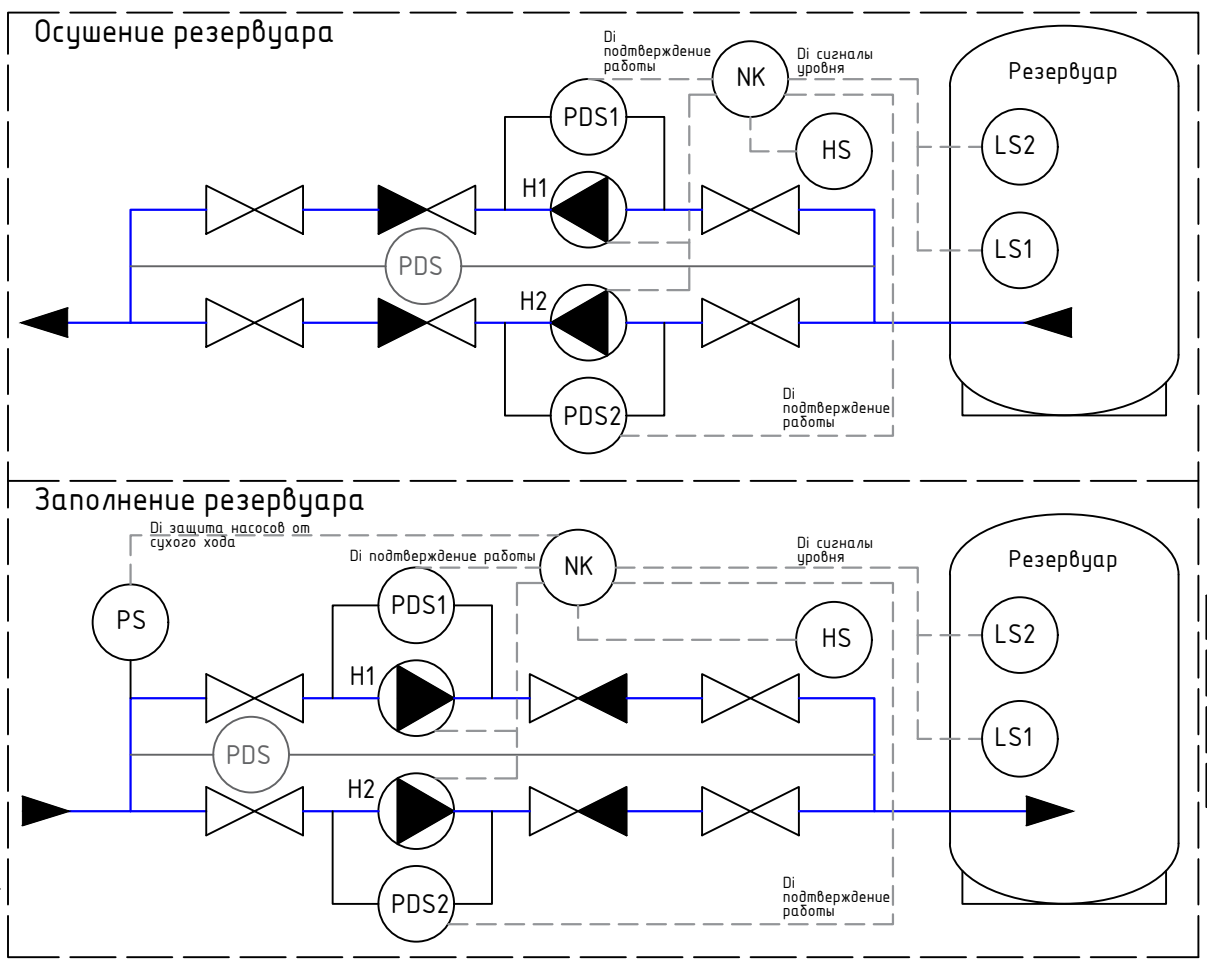 Осушение резервуара
Di
подтверждение
работы
NK
Di сигналы
уровня
Резервуар
PDS1
HS
LS2
H1
LS1
PDS
H2
PDS2
Di
подтверждение
работы
Заполнение резервуара
Di защита насосов от
сухого хода
Di подтверждение работы
NK
Di сигналы
уровня
Резервуар
PS
PDS1
HS
LS2
H1
LS1
PDS
H2
PDS2
Di
подтверждение
работы